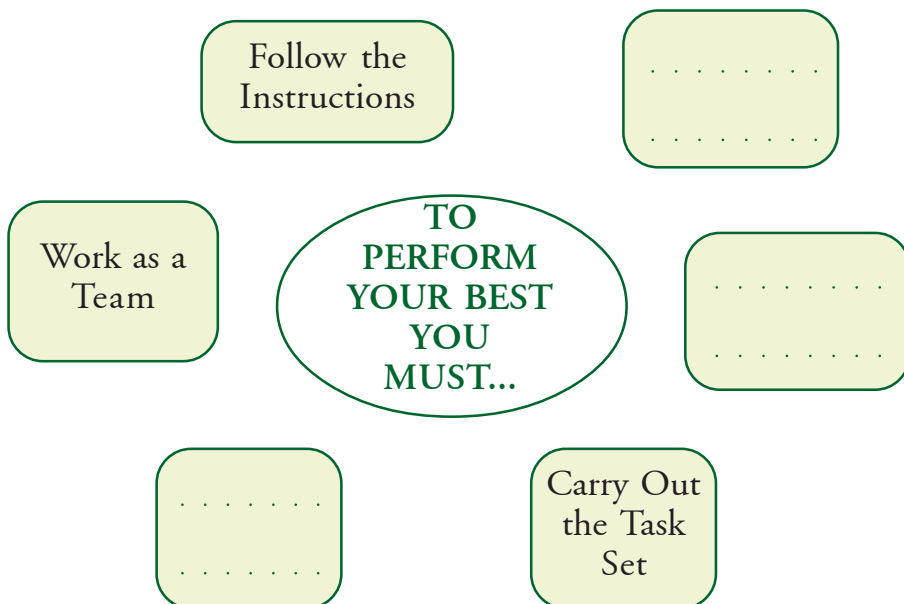 Follow the
Instructions
. . . . . . . .
. . . . . . . .
Work as a
Team
TO
PERFORM
YOUR BEST
YOU
MUST...
. . . . . . . .
. . . . . . . .
. . . . . . .
. . . . . . .
Carry Out
the Task
Set